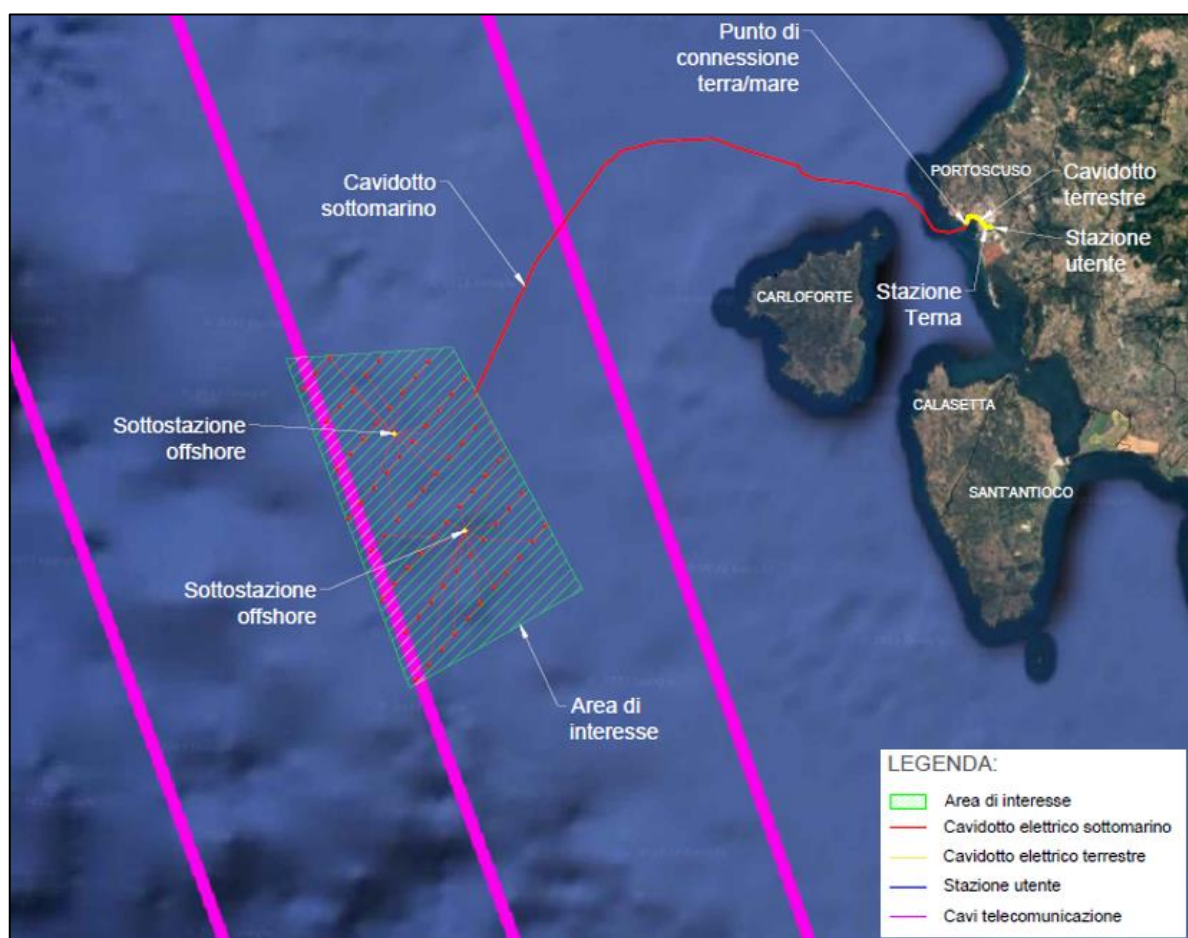 Punto di
connessione
terra/mare
PORTOSCUSO
Cavidotto
terrestre
Cavidotto
sottomarino
Stazione
utente
CARLOFORTE
Stazione
Terna
CALASETTA
Sottostazione
offshore
SANT'ANTIOCO
Sottostazione
offshore
Area di
interesse
LEGENDA:
Area di interesse
Cavidotto elettrico sottomarino
Cavidotto elettrico terrestre
Stazione utente
Cavi telecomunicazione